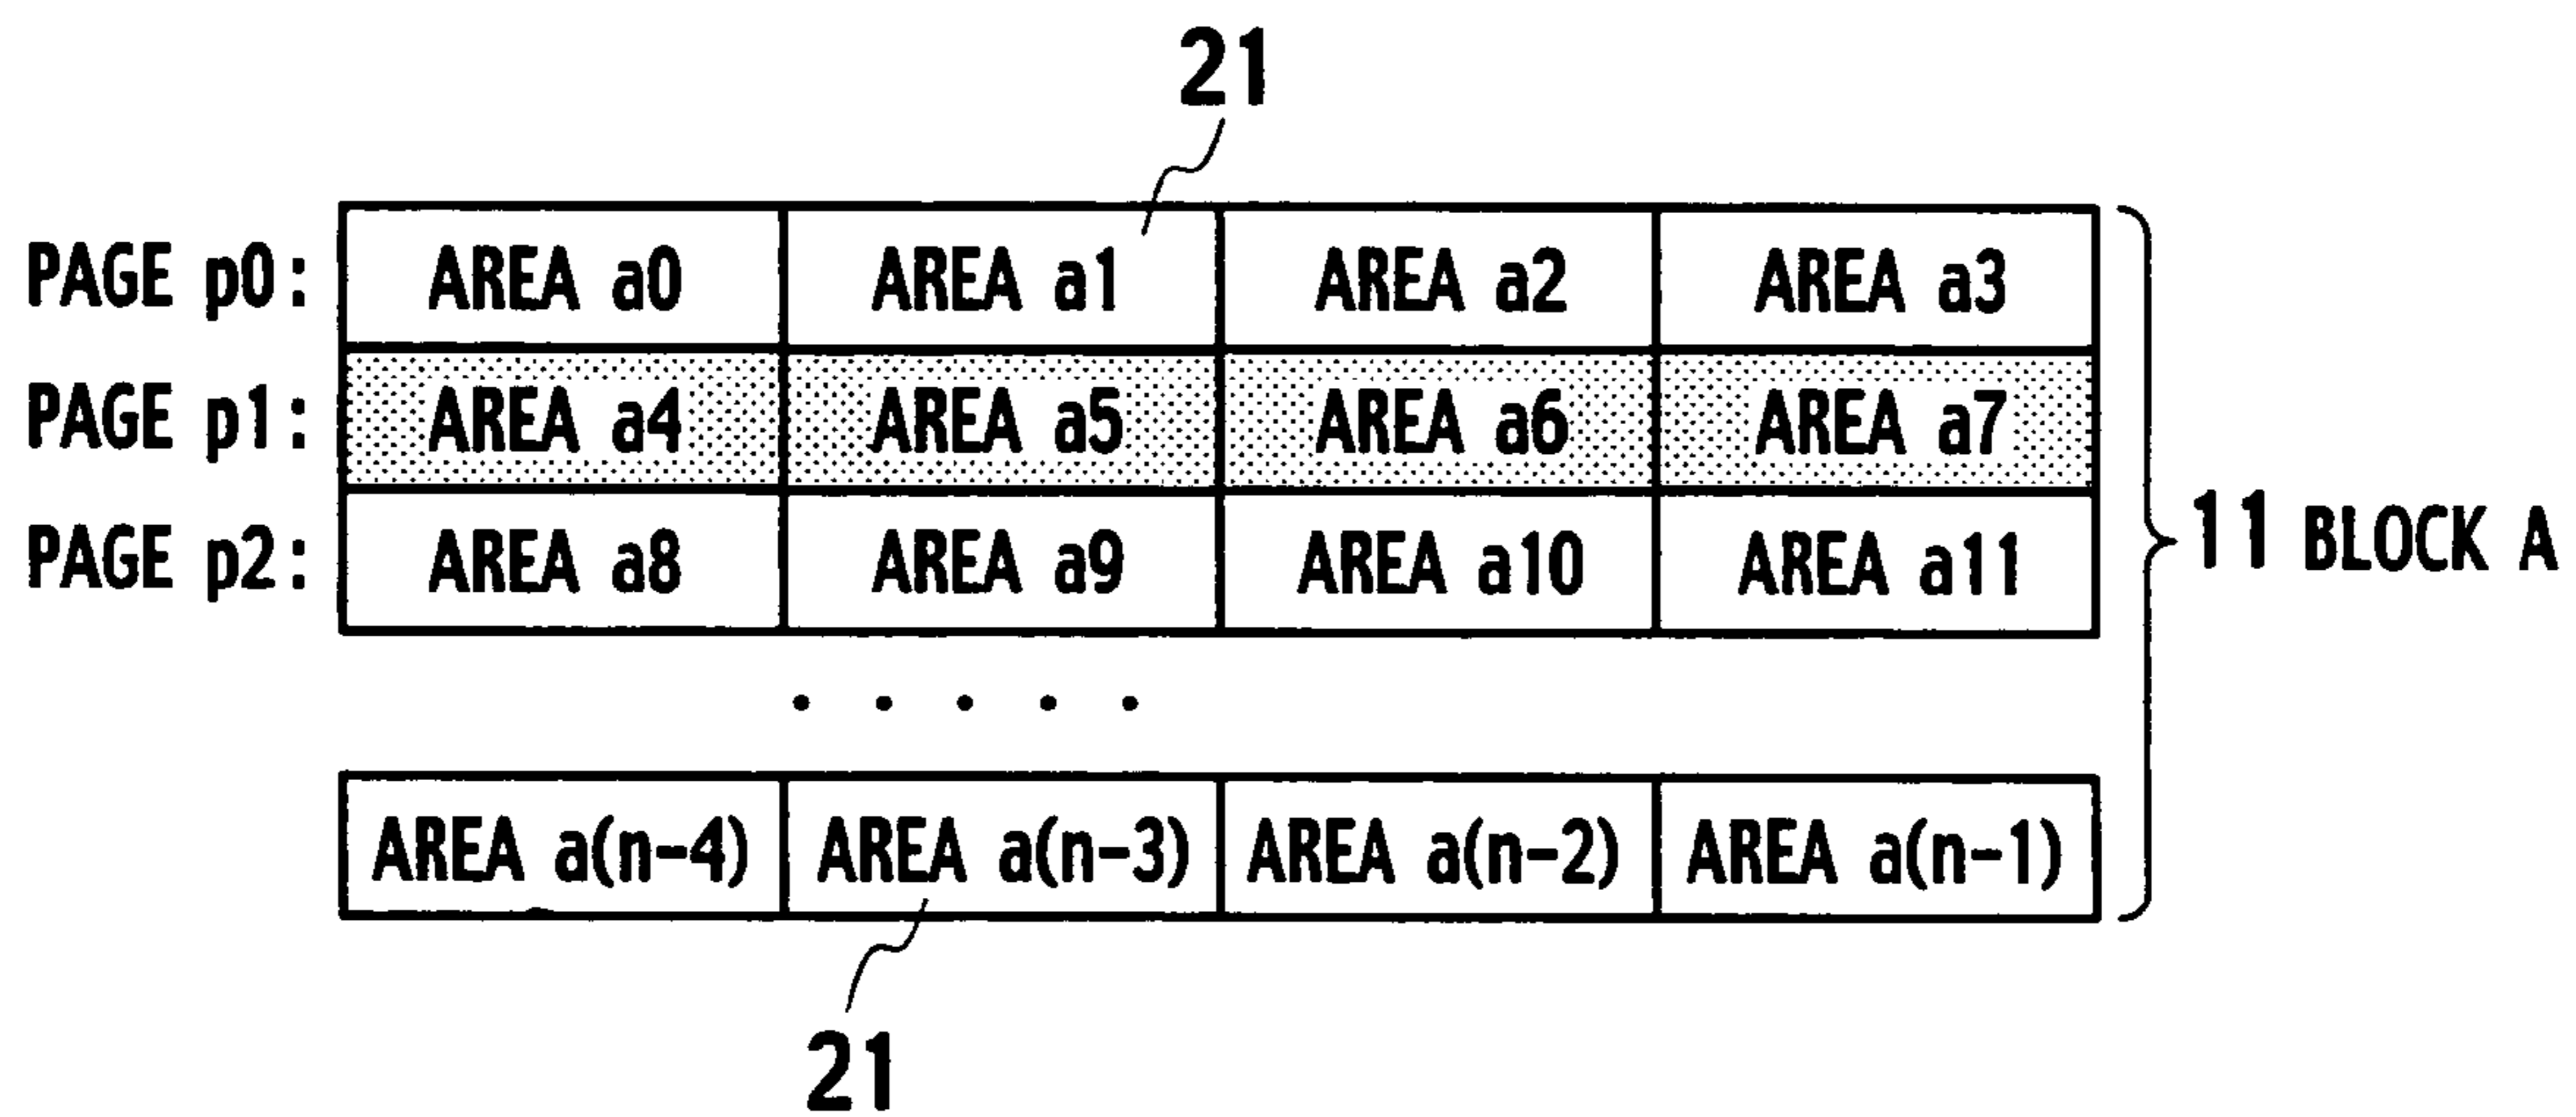 21
PAGE p0: AREA a0 AREA a1 AREA a2 AREA a3
PAGE p1: AREA a4 AREA a5 AREA a6 AREA a7
PAGE p2: AREA a8 AREA a9 AREA a10 AREA a11
11 BLOCK A
. . . . .
AREA a(n-4) AREA a(n-3) AREA a(n-2) AREA a(n-1)
21